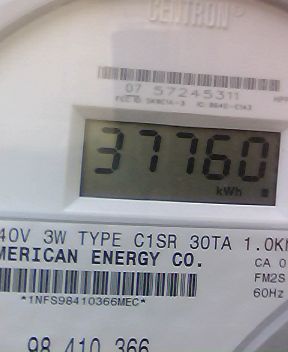 CENTRON®
07 57245311
37760
kWh
40V 3W TYPE C1SR 30TA 1.0K
MERICAN ENERGY CO.
CA 0
FM2S
60Hz
*1NFS98410366MEC*
98 410 366